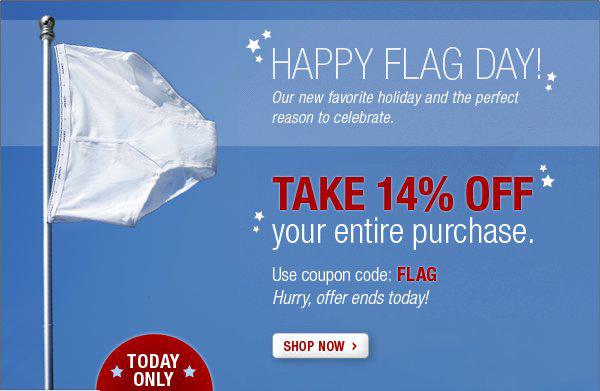 HAPPY FLAG DAY!
Our new favorite holiday and the perfect
reason to celebrate.
TAKE 14% OFF
your entire purchase.
Use coupon code: FLAG
Hurry, offer ends today!
SHOP NOW >
TODAY
ONLY